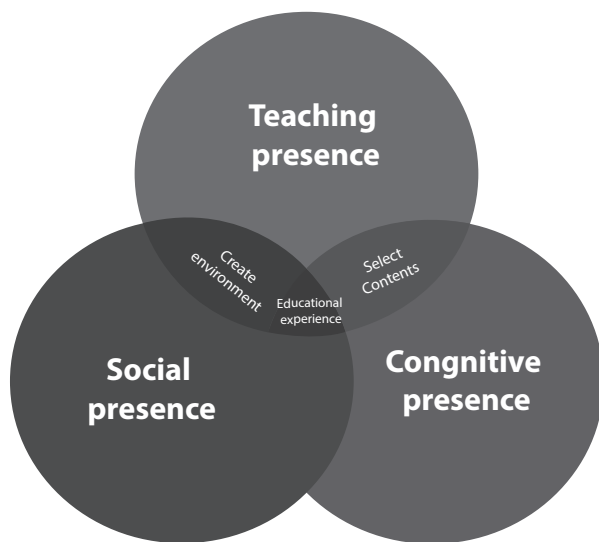 Teaching
presence
Create
environment
Select
Contents
Educational
experience
Social
presence
Congnitive
presence